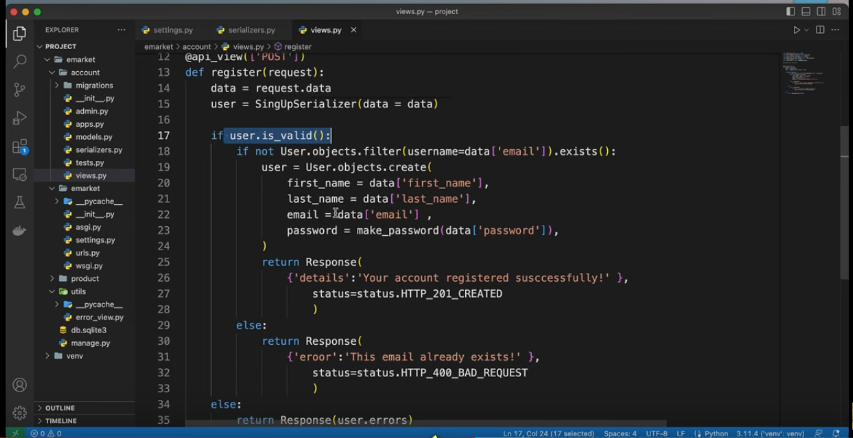 views.py — project
EXPLORER
PROJECT
emarket
account
migrations
__init__.py
admin.py
apps.py
models.py
serializers.py
tests.py
views.py
emarket
__pycache__
__init__.py
asgi.py
settings.py
urls.py
wsgi.py
product
utils
__pycache__
error_view.py
db.sqlite3
manage.py
venv
OUTLINE
TIMELINE
settings.py
serializers.py
views.py
emarket > account > views.py > register
12 @api_view(['POST'])
13 def register(request):
14 data = request.data
15 user = SingUpSerializer(data = data)
16
17 if user.is_valid():
18 if not User.objects.filter(username=data['email']).exists():
19 user = User.objects.create(
20 first_name = data['first_name'],
21 last_name = data['last_name'],
22 email = data['email'] ,
23 password = make_password(data['password']),
24 )
25 return Response(
26 {'details':'Your account registered susccessfully!' },
27 status=status.HTTP_201_CREATED
28 )
29 else:
30 return Response(
31 {'eroor':'This email already exists!' },
32 status=status.HTTP_400_BAD_REQUEST
33 )
34 else:
35 return Response(user.errors)
0 0 Ln 17, Col 24 (17 selected) Spaces: 4 UTF-8 LF Python 3.11.4 ('venv': venv)